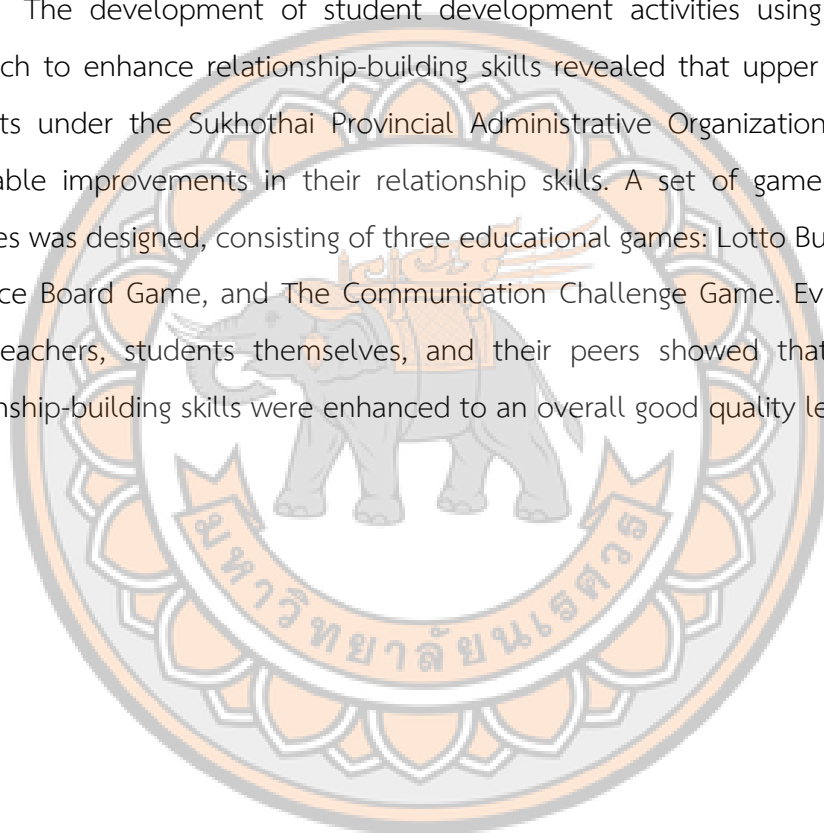 The development of student development activities using
ch to enhance relationship-building skills revealed that upper
ts under the Sukhothai Provincial Administrative Organization
able improvements in their relationship skills. A set of game
es was designed, consisting of three educational games: Lotto Bu
ce Board Game, and The Communication Challenge Game. Ev
eachers, students themselves, and their peers showed that
nship-building skills were enhanced to an overall good quality le
มหาวิทยาลัยนเรศวร